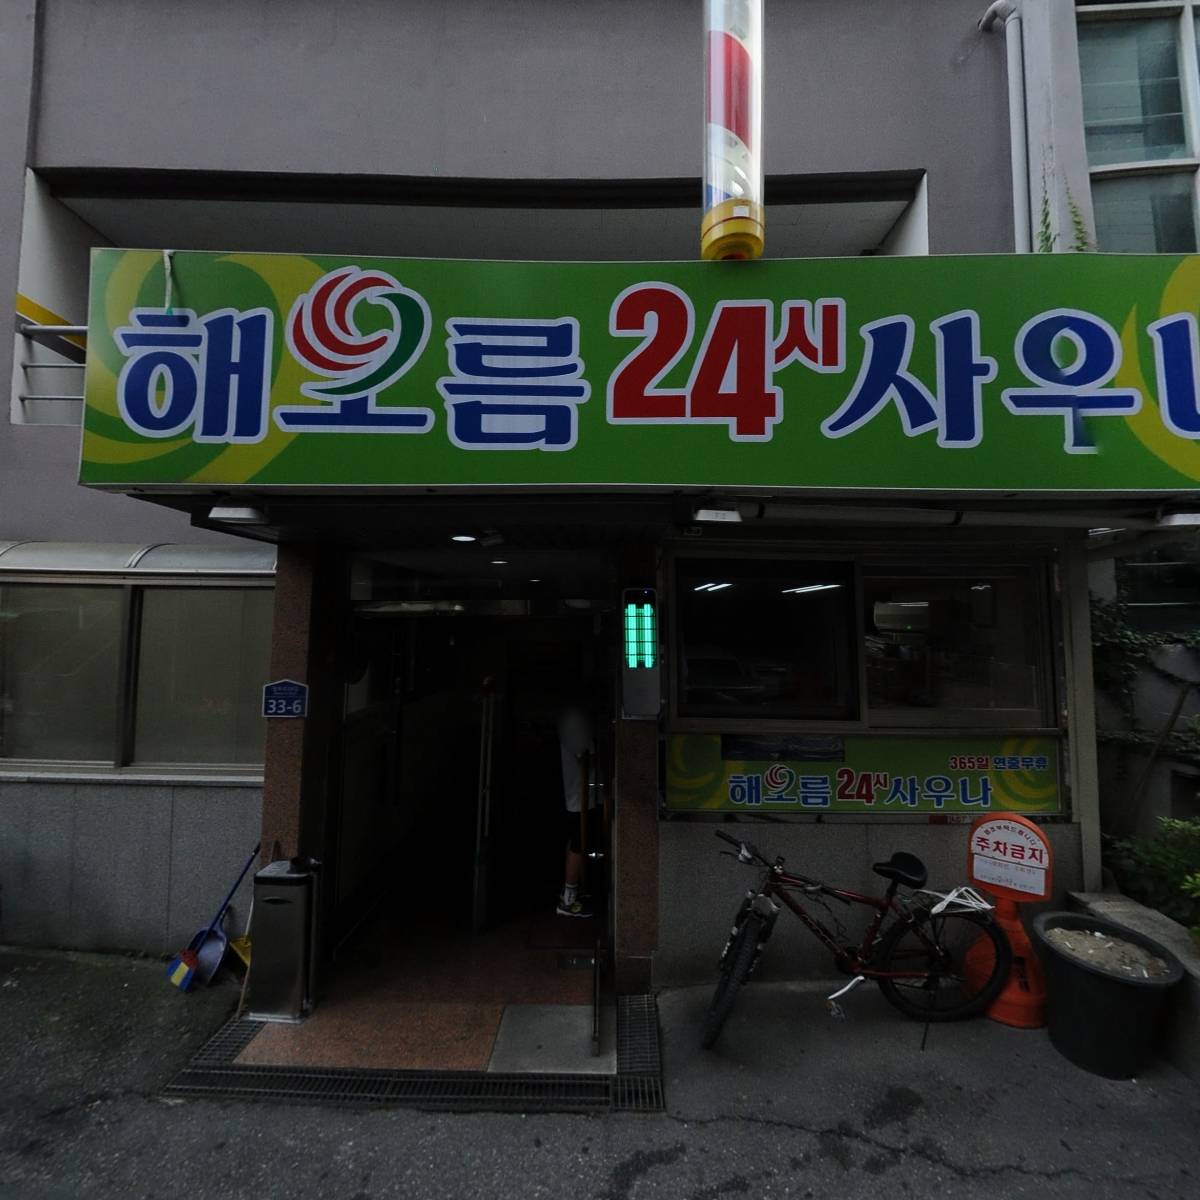 해오름 24시 사우나
33-6
365일 연중무휴
해오름 24시 사우나
주차금지